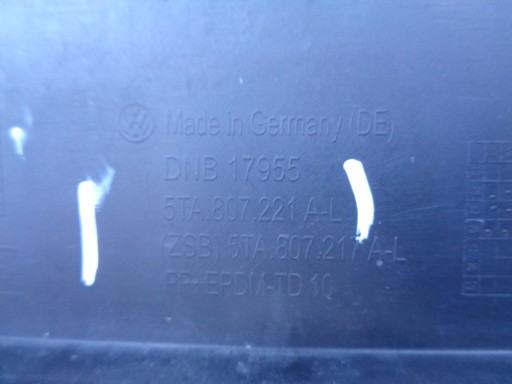 Made in Germany (DE)
DNB 17955
5TA.807.221 A-L
(ZSB) 5TA.807.217 A-L
PP+EPDM-TD 10